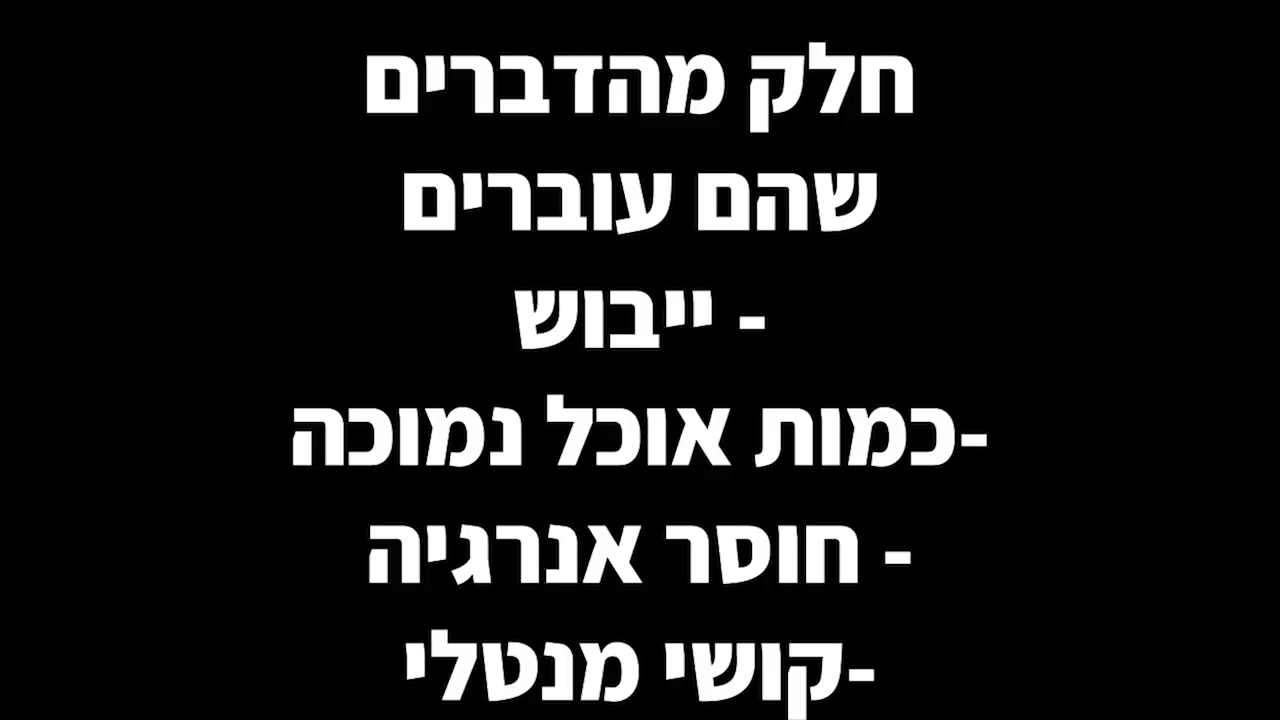 חלק מהדברים
שהם עוברים
- ייבוש
-כמות אוכל נמוכה
- חוסר אנרגיה
-קושי מנטלי